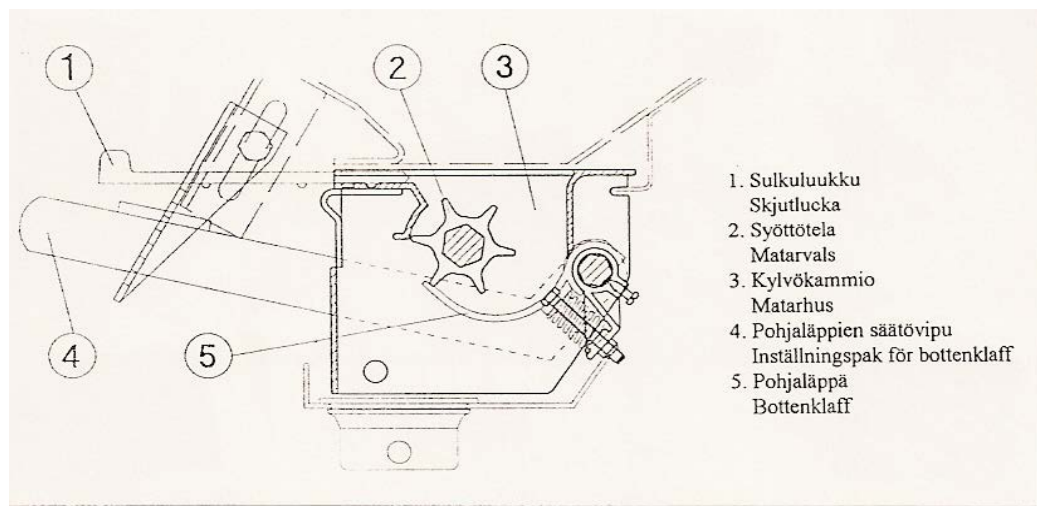 1
2
3
4
5
1. Sulkuluukku
Skjutlucka
2. Syöttötela
Matarvals
3. Kylvökammio
Matarhus
4. Pohjaläppien säätövipu
Inställningspak för bottenklaff
5. Pohjaläppä
Bottenklaff